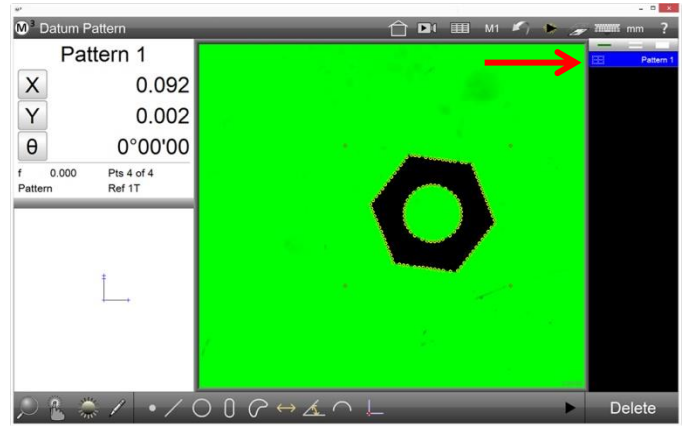 M³ Datum Pattern
M1
mm
?
Pattern 1
X 0.092
Y 0.002
θ 0°00'00
f 0.000 Pts 4 of 4
Pattern Ref 1T
Pattern 1
Delete